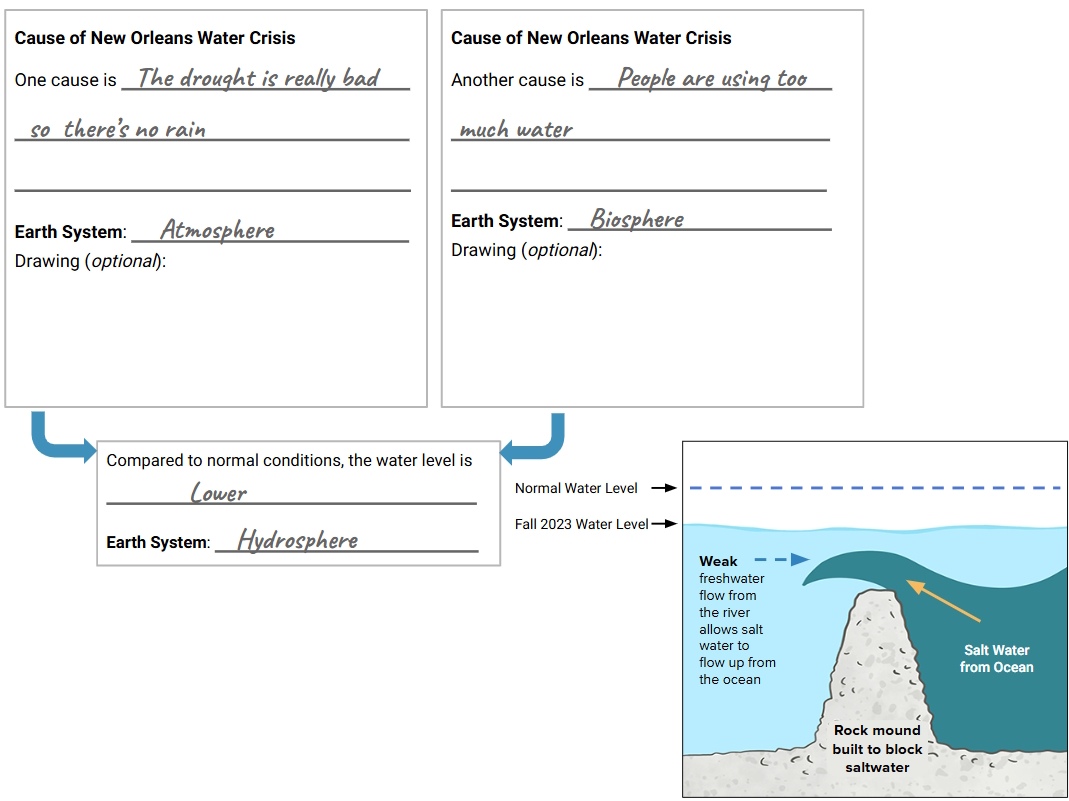 Cause of New Orleans Water Crisis
One cause is The drought is really bad
so there's no rain
Earth System: Atmosphere
Drawing (optional):
Cause of New Orleans Water Crisis
Another cause is People are using too
much water
Earth System: Biosphere
Drawing (optional):
Compared to normal conditions, the water level is
Lower
Earth System: Hydrosphere
Normal Water Level
Fall 2023 Water Level
Weak
freshwater
flow from
the river
allows salt
water to
flow up from
the ocean
Salt Water
from Ocean
Rock mound
built to block
saltwater